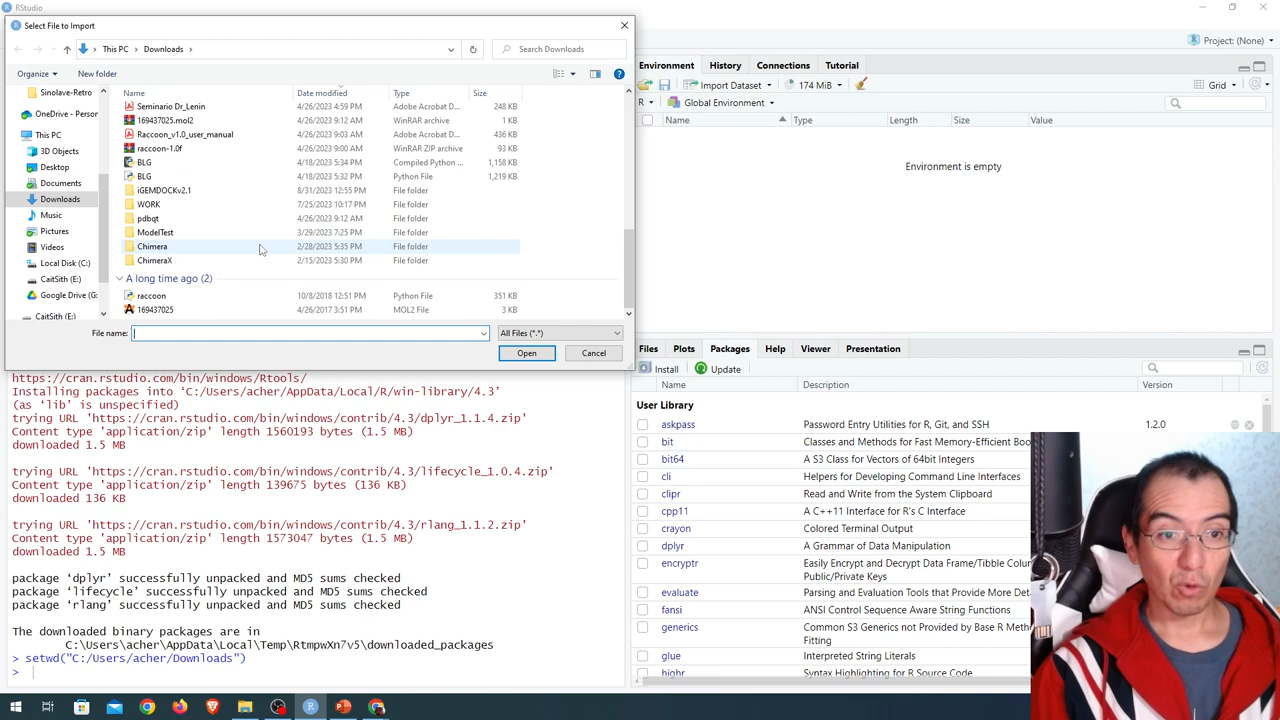 RStudio
Select File to Import
This PC > Downloads >
Search Downloads
Organize
New folder
Name Date modified Type Size
Sinolave-Retro
OneDrive - Person
This PC
3D Objects
Desktop
Documents
Downloads
Music
Pictures
Videos
Local Disk (C:)
CaitSith (E:)
Google Drive (G:
CaitSith (E:)
Seminario Dr_Lenin 4/26/2023 4:59 PM Adobe Acrobat D... 248 KB
169437025.mol2 4/26/2023 9:12 AM WinRAR archive 1 KB
Raccoon_v1.0_user_manual 4/26/2023 9:03 AM Adobe Acrobat D... 436 KB
raccoon-1.0f 4/26/2023 9:00 AM WinRAR ZIP archive 93 KB
BLG 4/18/2023 5:34 PM Compiled Python ... 1,158 KB
BLG 4/18/2023 5:32 PM Python File 1,219 KB
iGEMDOCKv2.1 8/31/2023 12:55 PM File folder
WORK 7/25/2023 10:17 PM File folder
pdbqt 4/26/2023 9:12 AM File folder
ModelTest 3/29/2023 7:25 PM File folder
Chimera 2/28/2023 5:35 PM File folder
ChimeraX 2/15/2023 5:30 PM File folder
A long time ago (2)
raccoon 10/8/2018 12:51 PM Python File 351 KB
169437025 4/26/2017 3:51 PM MOL2 File 3 KB
File name:
All Files (*.*)
Open
Cancel
https://cran.rstudio.com/bin/windows/Rtools/
Installing packages into ‘C:/Users/acher/AppData/Local/R/win-library/4.3’
(as ‘lib’ is unspecified)
trying URL 'https://cran.rstudio.com/bin/windows/contrib/4.3/dplyr_1.1.4.zip'
Content type 'application/zip' length 1560193 bytes (1.5 MB)
downloaded 1.5 MB
trying URL 'https://cran.rstudio.com/bin/windows/contrib/4.3/lifecycle_1.0.4.zip'
Content type 'application/zip' length 139675 bytes (136 KB)
downloaded 136 KB
trying URL 'https://cran.rstudio.com/bin/windows/contrib/4.3/rlang_1.1.2.zip'
Content type 'application/zip' length 1573047 bytes (1.5 MB)
downloaded 1.5 MB
package ‘dplyr’ successfully unpacked and MD5 sums checked
package ‘lifecycle’ successfully unpacked and MD5 sums checked
package ‘rlang’ successfully unpacked and MD5 sums checked
The downloaded binary packages are in
C:\Users\acher\AppData\Local\Temp\RtmpwXn7v5\downloaded_packages
> setwd("C:/Users/acher/Downloads")
>
Project: (None)
Environment History Connections Tutorial
Import Dataset 174 MiB Grid
R Global Environment
Name Type Length Size Value
Environment is empty
Files Plots Packages Help Viewer Presentation
Install Update
Name Description Version
User Library
askpass Password Entry Utilities for R, Git, and SSH 1.2.0
bit Classes and Methods for Fast Memory-Efficient Boo
bit64 A S3 Class for Vectors of 64bit Integers
cli Helpers for Developing Command Line Interfaces
clipr Read and Write from the System Clipboard
cpp11 A C++11 Interface for R's C Interface
crayon Colored Terminal Output
dplyr A Grammar of Data Manipulation
encryptr Easily Encrypt and Decrypt Data Frame/Tibble Colu
Public/Private Keys
evaluate Parsing and Evaluation Tools that Provide More Det
fansi ANSI Control Sequence Aware String Functions
generics Common S3 Generics not Provided by Base R Meth
Fitting
glue Interpreted String Literals
highr Syntax Highlighting for R Source Code